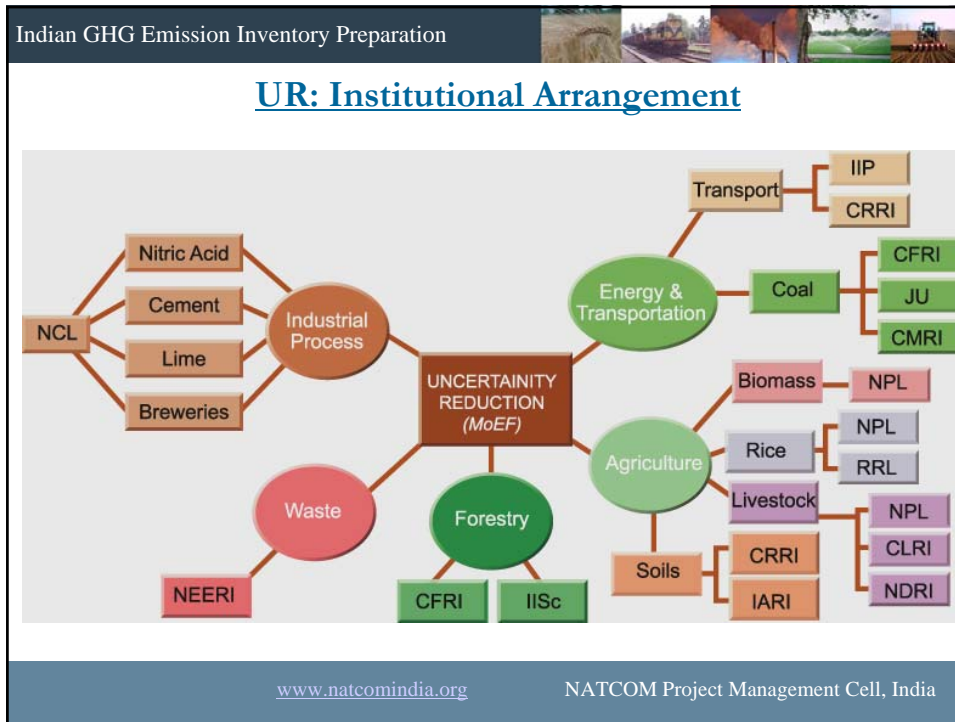 Indian GHG Emission Inventory Preparation
UR: Institutional Arrangement
NCL
Nitric Acid
Cement
Lime
Breweries
Industrial
Process
UNCERTAINITY
REDUCTION
(MoEF)
Energy &
Transportation
Transport
IIP
CRRI
Coal
CFRI
JU
CMRI
Agriculture
Biomass
NPL
Rice
NPL
RRL
Livestock
NPL
CLRI
NDRI
Soils
CRRI
IARI
Forestry
CFRI
IISc
Waste
NEERI
www.natcomindia.org
NATCOM Project Management Cell, India